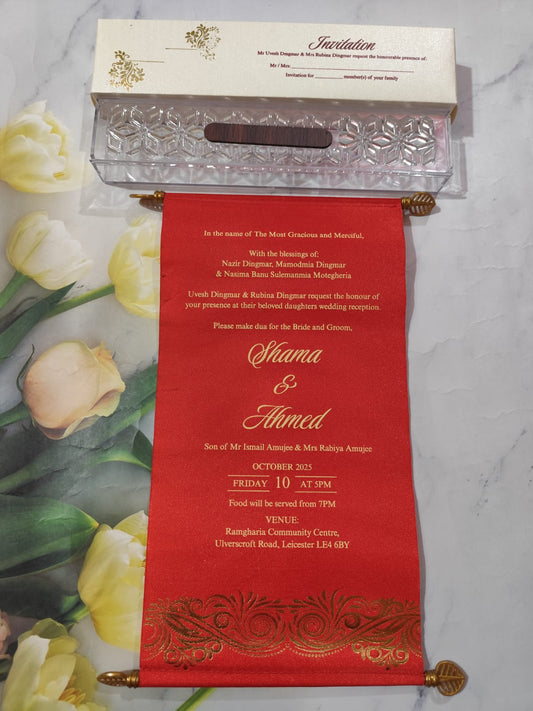 Invitation
Mr Uvesh Dingmar & Mrs Rubina Dingmar request the honourable presence of.
Mr / Mrs:
Invitation for member(s) of your family
In the name of The Most Gracious and Merciful,
With the blessings of:
Nazir Dingmar, Mamodmia Dingmar
& Nasima Banu Sulemanmia Motegheria
Uvesh Dingmar & Rubina Dingmar request the honour of
your presence at their beloved daughters wedding reception.
Please make dua for the Bride and Groom,
Shama
&
Ahmed
Son of Mr Ismail Amujee & Mrs Rabiya Amujee
OCTOBER 2025
FRIDAY 10 AT 5PM
Food will be served from 7PM
VENUE:
Ramgharia Community Centre,
Ulverscroft Road, Leicester LE4 6BY